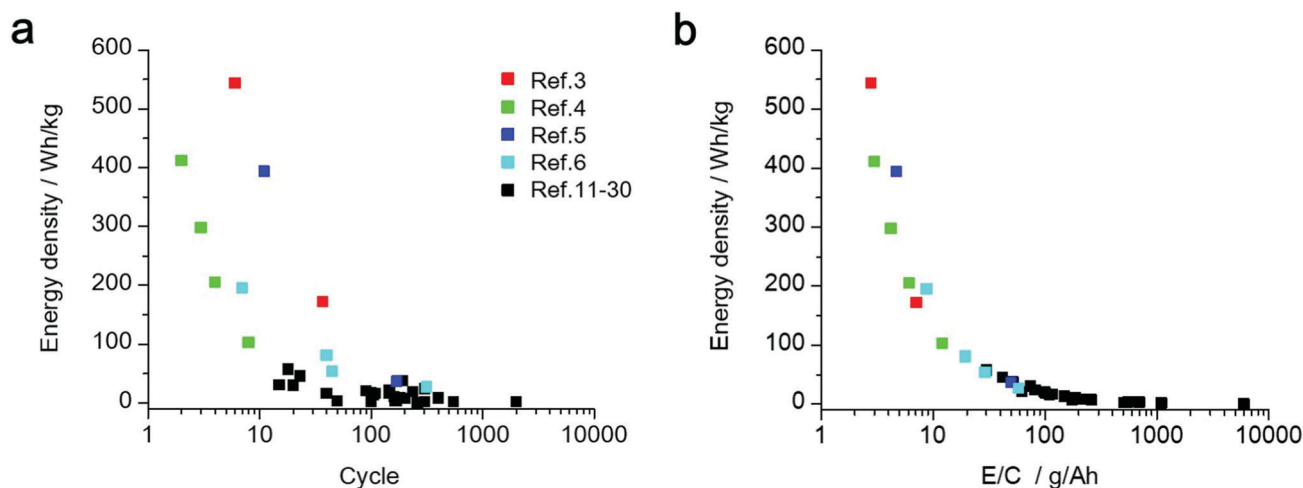 a
600
500
400
300
200
100
0
Energy density / Wh/kg
1 10 100 1000 10000
Cycle
Ref.3
Ref.4
Ref.5
Ref.6
Ref.11-30
b
600
500
400
300
200
100
0
Energy density / Wh/kg
1 10 100 1000 10000
E/C / g/Ah